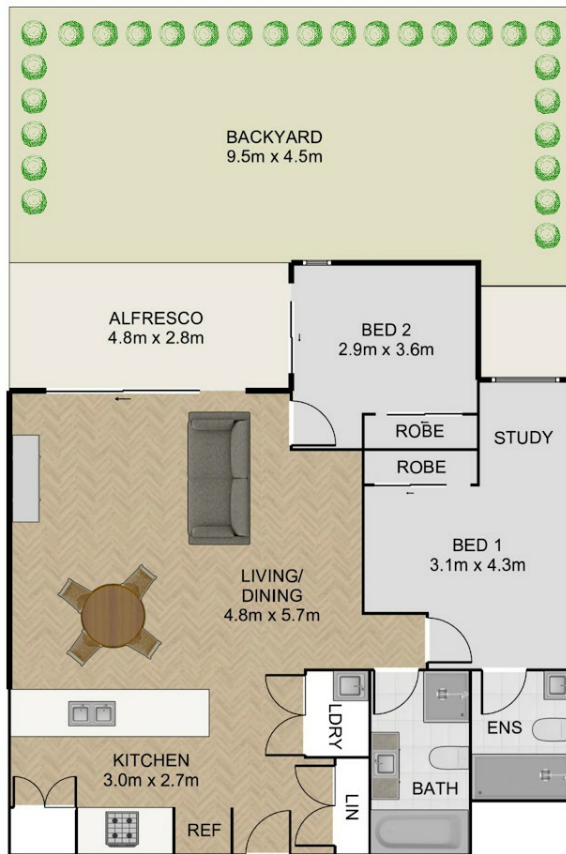 BACKYARD
9.5m x 4.5m
ALFRESCO
4.8m x 2.8m
BED 2
2.9m x 3.6m
ROBE
ROBE
STUDY
BED 1
3.1m x 4.3m
LIVING/
DINING
4.8m x 5.7m
LDRY
ENS
KITCHEN
3.0m x 2.7m
BATH
LIN
REF